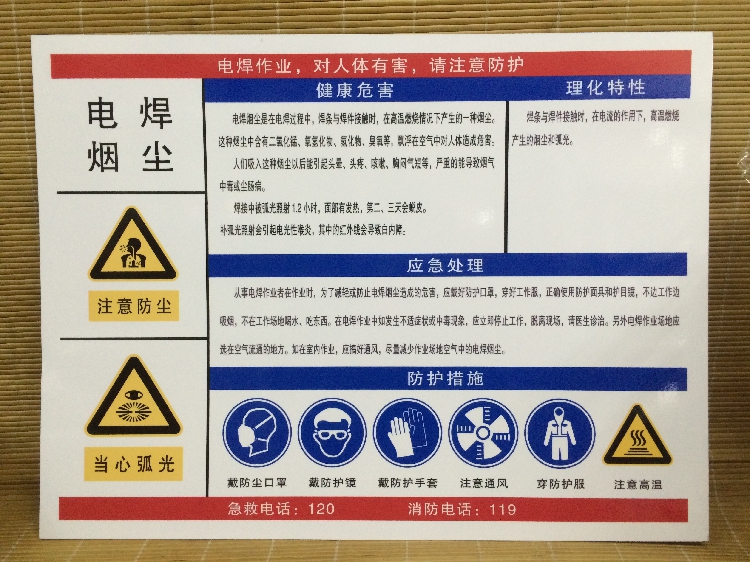 电焊作业，对人体有害，请注意防护
电焊
烟尘
注意防尘
当心弧光
健康危害
电焊烟尘是在电焊过程中，焊条与焊件接触时，在高温燃烧情况下产生的一种烟尘。
这种烟尘中含有二氧化锰、氮氧化物、氟化物、臭氧等，飘浮在空气中对人体造成危害；
人们吸入这种烟尘以后能引起头晕、头疼、咳嗽、胸闷气短等，严重的能导致烟气
中毒或尘肠病。
焊接中被弧光照射1.2小时，面部有发热，第二、三天会蜕皮。
补弧光照射会引起电光性喉炎，其中的红外线会导致白内障；
理化特性
焊条与焊件接触时，在电流的作用下，高温燃烧
产生的烟尘和弧光。
应急处理
从事电焊作业者在作业时，为了减轻或防止电焊烟尘造成的危害，应戴好防护口罩，穿好工作服，正确使用防护面具和护目镜，不边工作边
吸烟，不在工作场地喝水、吃东西。在电焊作业中如发生不适症状或中毒现象，应立即停止工作，脱离现场，请医生诊治。另外电焊作业场地应
选在空气流通的地方。如在室内作业，应搞好通风，尽量减少作业场地空气中的电焊烟尘。
防护措施
戴防尘口罩 戴防护镜 戴防护手套 注意通风 穿防护服 注意高温
急救电话：120 消防电话：119